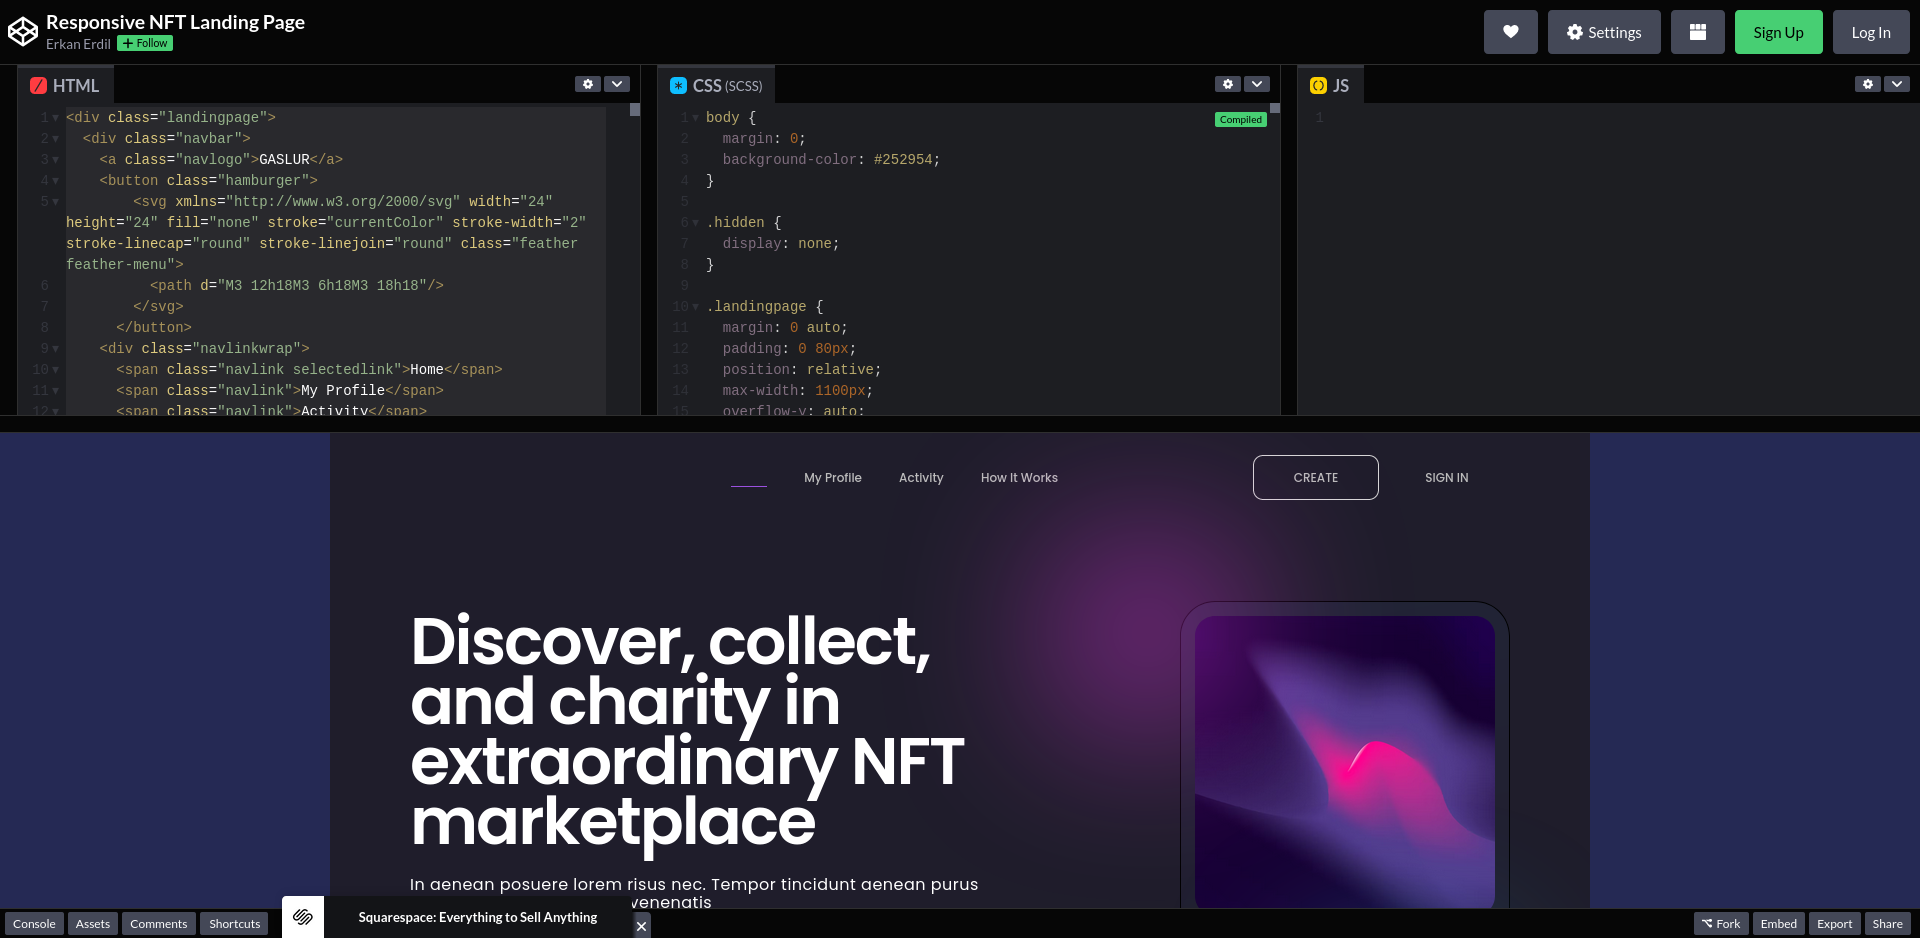 Responsive NFT Landing Page
Erkan Erdil + Follow
Settings
Sign Up
Log In
HTML
CSS (SCSS)
JS
1 <div class="landingpage">
2 <div class="navbar">
3 <a class="navlogo">GASLUR</a>
4 <button class="hamburger">
5 <svg xmlns="http://www.w3.org/2000/svg" width="24"
height="24" fill="none" stroke="currentColor" stroke-width="2"
stroke-linecap="round" stroke-linejoin="round" class="feather
feather-menu">
6 <path d="M3 12h18M3 6h18M3 18h18"/>
7 </svg>
8 </button>
9 <div class="navlinkwrap">
10 <span class="navlink selectedlink">Home</span>
11 <span class="navlink">My Profile</span>
12 <span class="navlink">Activity</span>
Compiled
1 body {
2 margin: 0;
3 background-color: #252954;
4 }
5
6 .hidden {
7 display: none;
8 }
9
10 .landingpage {
11 margin: 0 auto;
12 padding: 0 80px;
13 position: relative;
14 max-width: 1100px;
15 overflow-y: auto;
1
My Profile
Activity
How It Works
CREATE
SIGN IN
Discover, collect,
and charity in
extraordinary NFT
marketplace
In aenean posuere lorem risus nec. Tempor tincidunt aenean purus
venenatis
Console
Assets
Comments
Shortcuts
Squarespace: Everything to Sell Anything
Fork
Embed
Export
Share